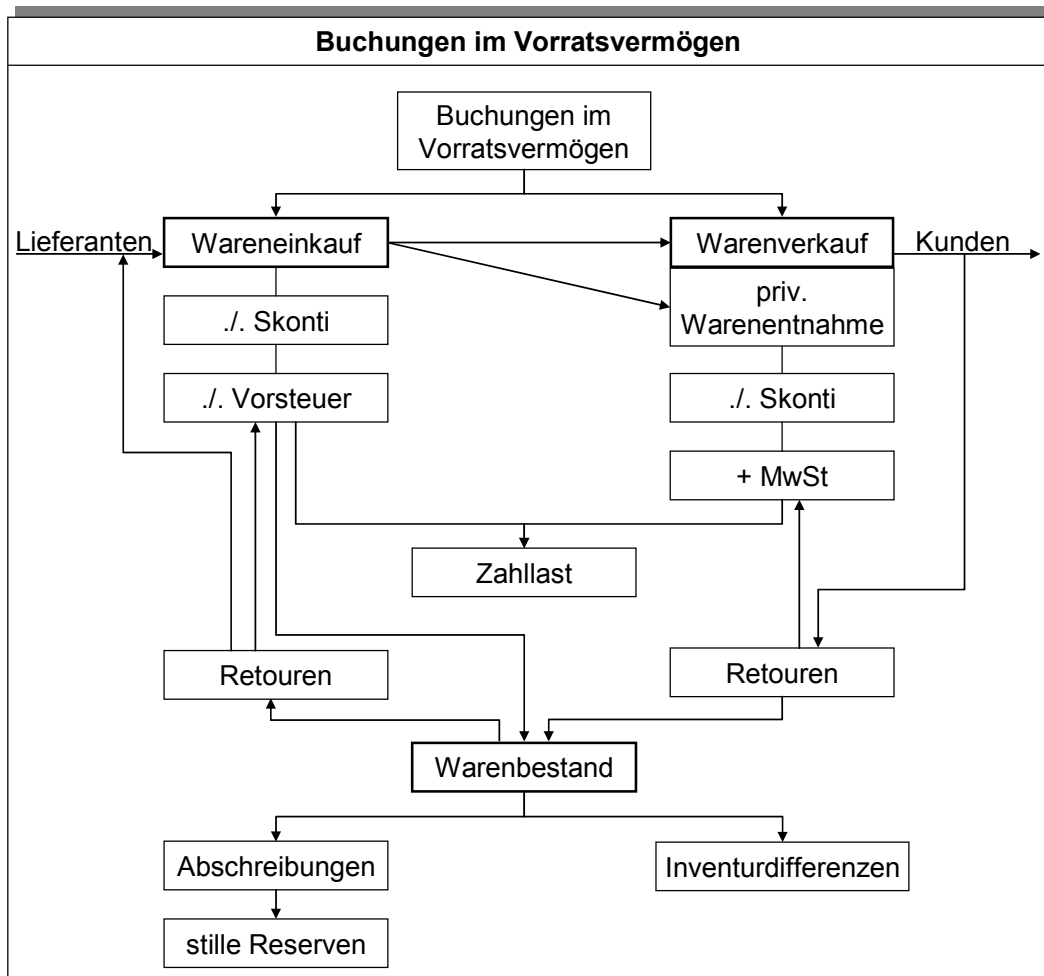 Buchungen im Vorratsvermögen
Buchungen im
Vorratsvermögen
Lieferanten
Wareneinkauf
Warenverkauf
Kunden
priv.
Warenentnahme
./. Skonti
./. Vorsteuer
./. Skonti
+ MwSt
Zahllast
Retouren
Retouren
Warenbestand
Abschreibungen
Inventurdifferenzen
stille Reserven